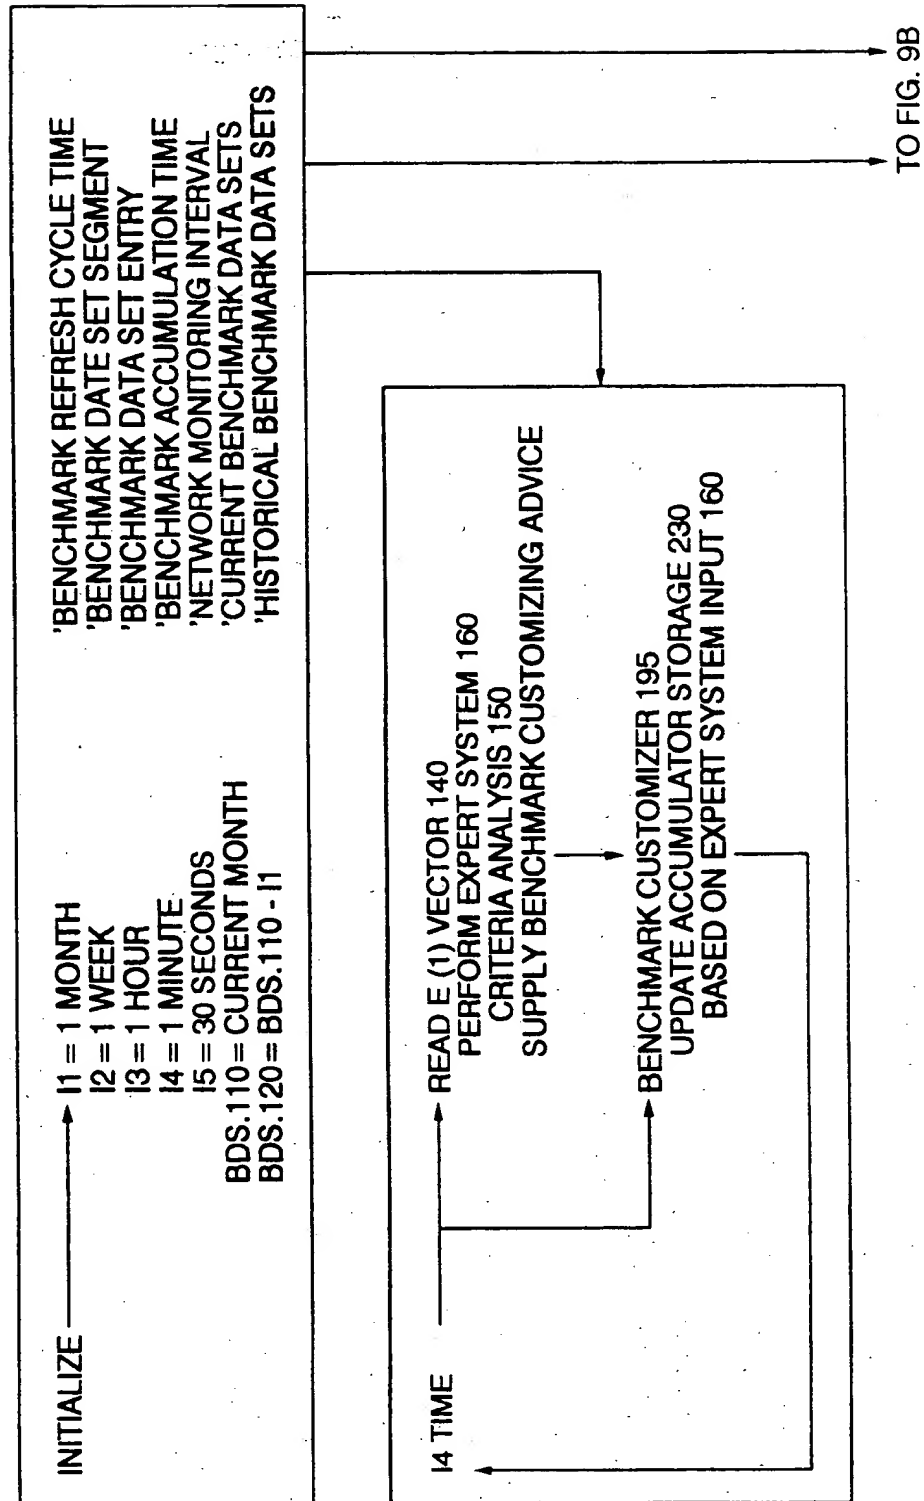 INITIALIZE I1 = 1 MONTH 'BENCHMARK REFRESH CYCLE TIME
I2 = 1 WEEK 'BENCHMARK DATE SET SEGMENT
I3 = 1 HOUR 'BENCHMARK DATA SET ENTRY
I4 = 1 MINUTE 'BENCHMARK ACCUMULATION TIME
I5 = 30 SECONDS 'NETWORK MONITORING INTERVAL
BDS.110 = CURRENT MONTH 'CURRENT BENCHMARK DATA SETS
BDS.120 = BDS.110 - I1 'HISTORICAL BENCHMARK DATA SETS
I4 TIME READ E (1) VECTOR 140
PERFORM EXPERT SYSTEM 160
CRITERIA ANALYSIS 150
SUPPLY BENCHMARK CUSTOMIZING ADVICE
BENCHMARK CUSTOMIZER 195
UPDATE ACCUMULATOR STORAGE 230
BASED ON EXPERT SYSTEM INPUT 160
TO FIG. 9B